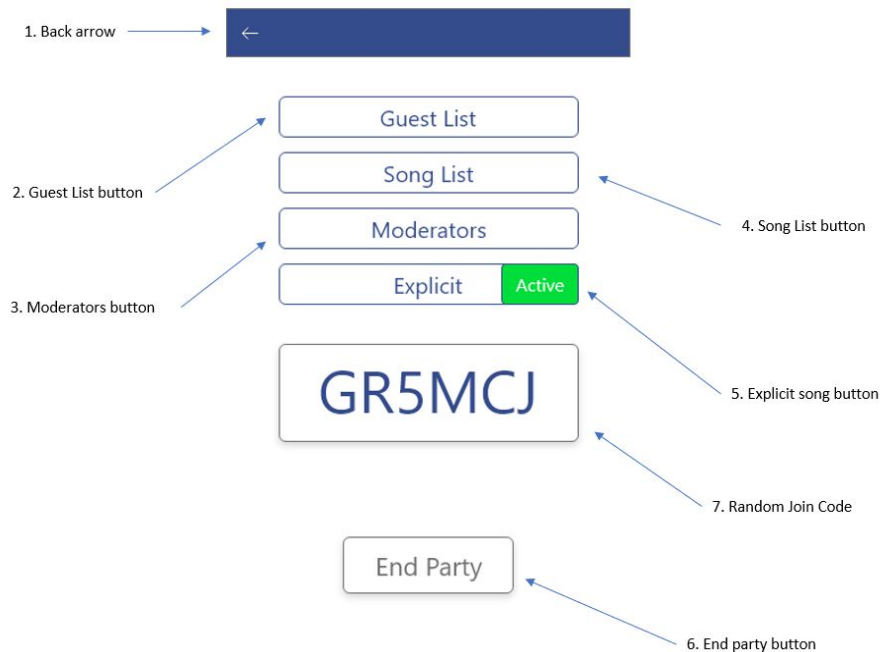 1. Back arrow
←
Guest List
2. Guest List button
Song List
4. Song List button
Moderators
3. Moderators button
Explicit Active
5. Explicit song button
GR5MCJ
7. Random Join Code
End Party
6. End party button